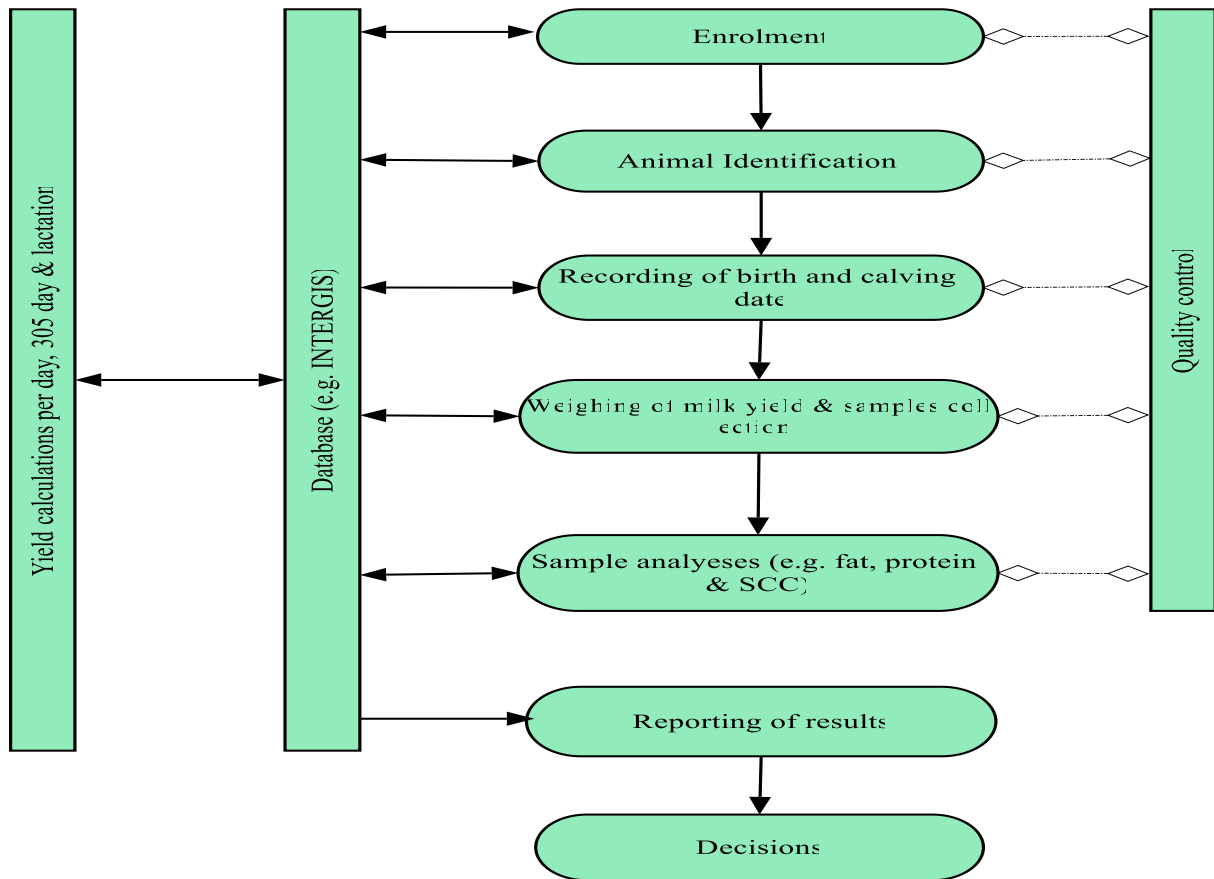 Yield calculations per day, 305 day & lactation
Database (e.g. INTERGIS)
Enrolment
Animal Identification
Recording of birth and calving
date
Weighing of milk yield & samples coll
ection
Sample analyeses (e.g. fat, protein
& SCC)
Reporting of results
Decisions
Quality control